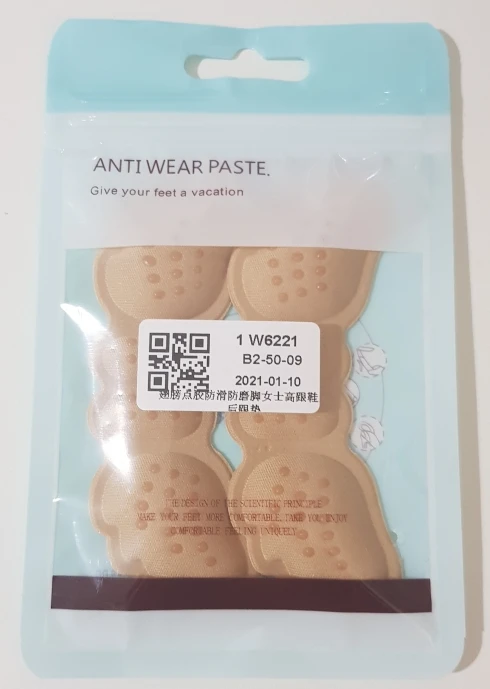 ANTI WEAR PASTE.
Give your feet a vacation
1 W6221
B2-50-09
2021-01-10
翅膀点胶防滑防磨脚女士高跟鞋
后跟垫
THE DESIGN OF THE SCIENTIFIC PRINCIPLE
MAKE YOUR FEET MORE COMFORTABLE,TAKE YOU ENJOY
COMFORTABLE FEELING UNIQUELY